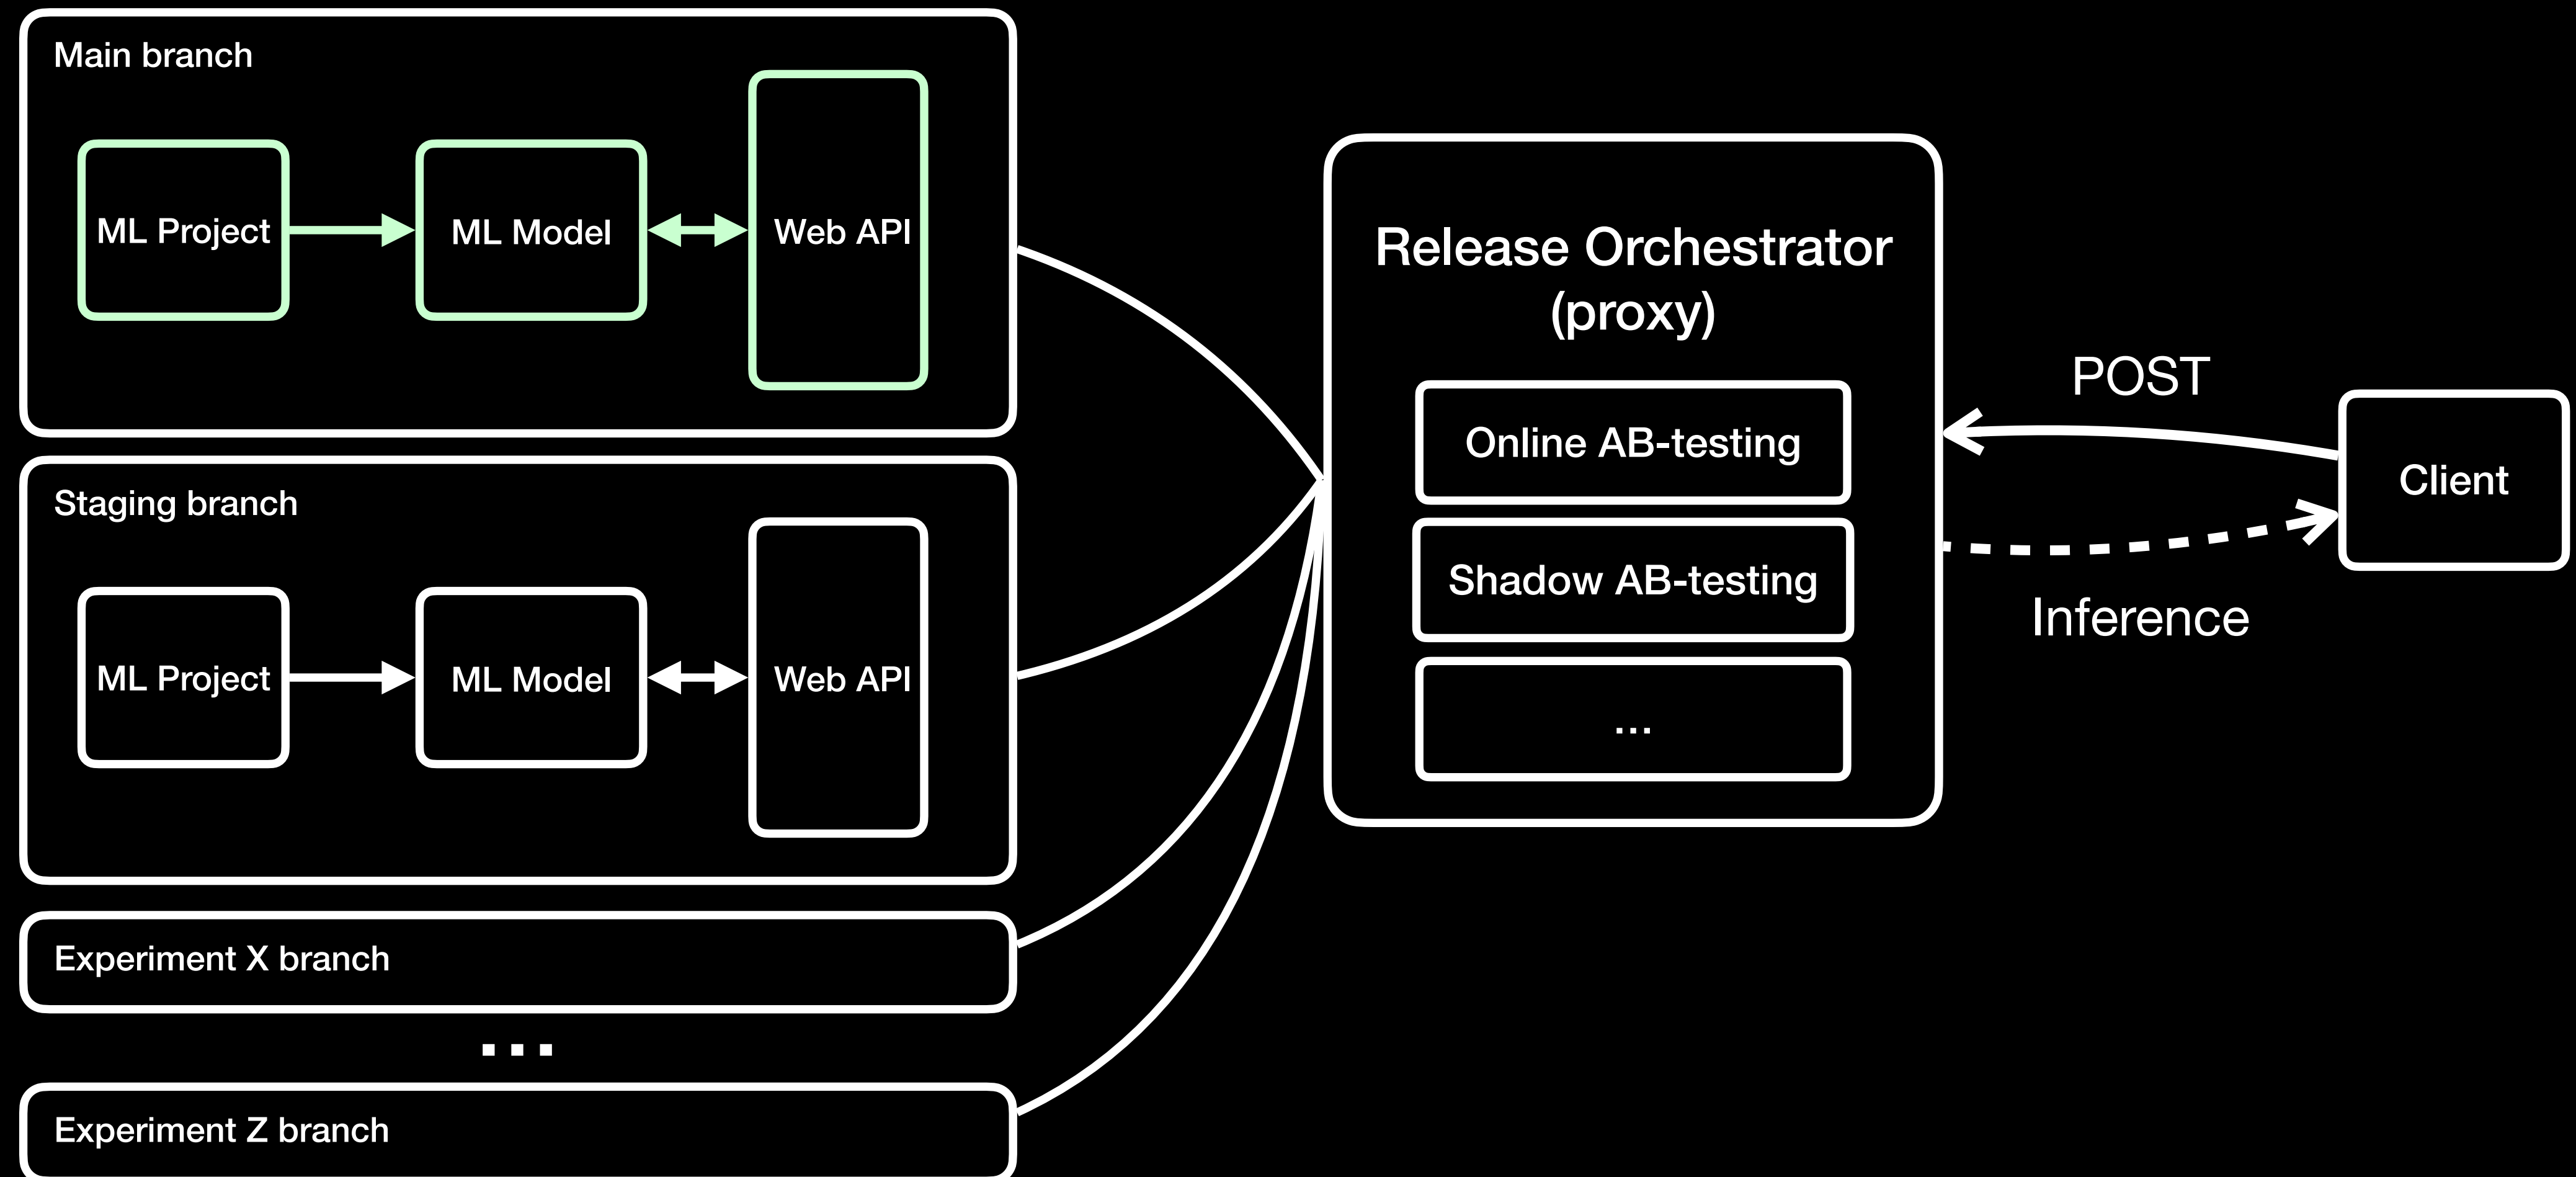 Main branch
ML Project
ML Model
Web API
Staging branch
ML Project
ML Model
Web API
Experiment X branch
...
Experiment Z branch
Release Orchestrator
(proxy)
Online AB-testing
Shadow AB-testing
...
POST
Inference
Client